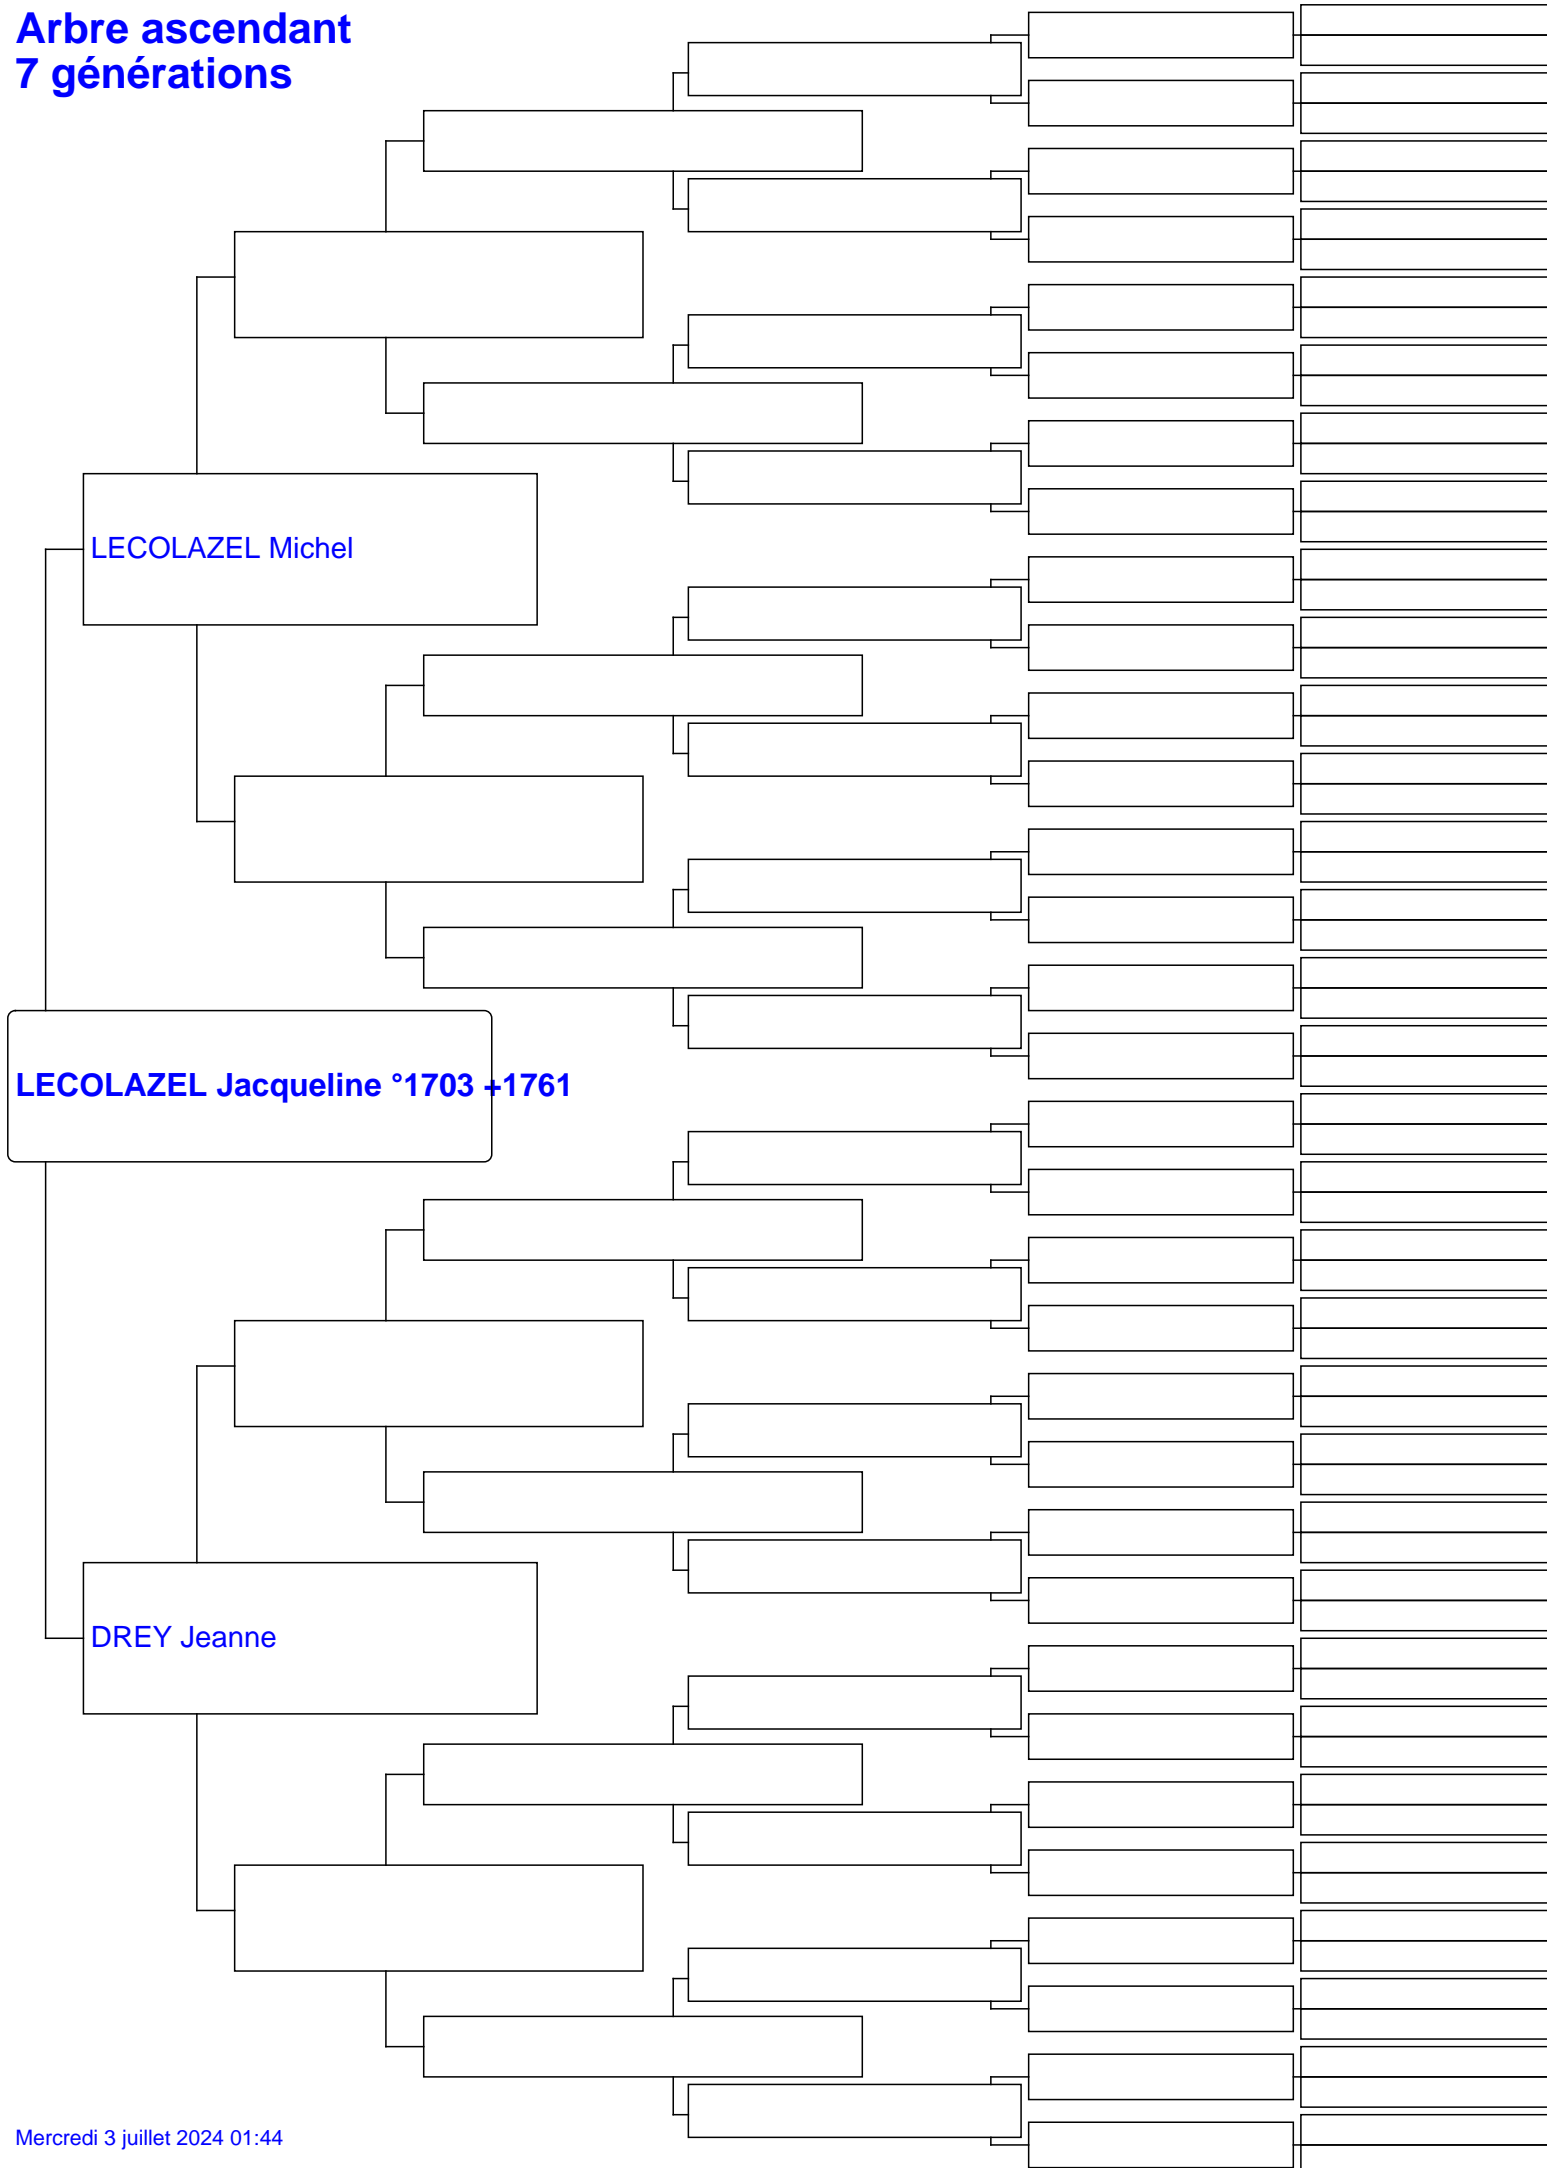 Arbre ascendant
7 générations
LECOLAZEL Michel
LECOLAZEL Jacqueline °1703 +1761
DREY Jeanne
Mercredi 3 juillet 2024 01:44